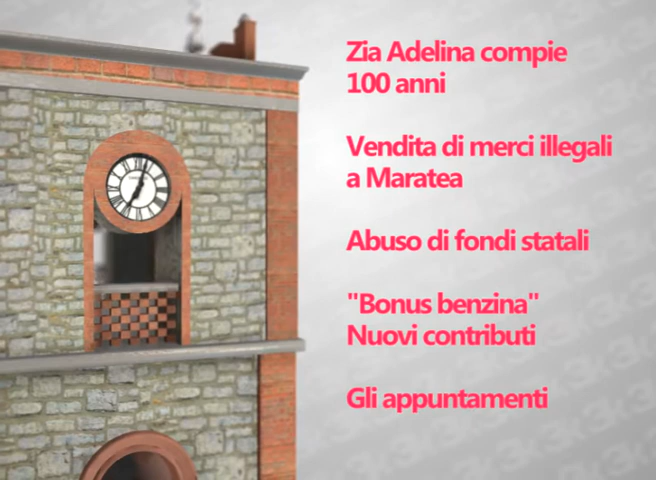 Zia Adelina compie
100 anni
Vendita di merci illegali
a Maratea
Abuso di fondi statali
"Bonus benzina"
Nuovi contributi
Gli appuntamenti